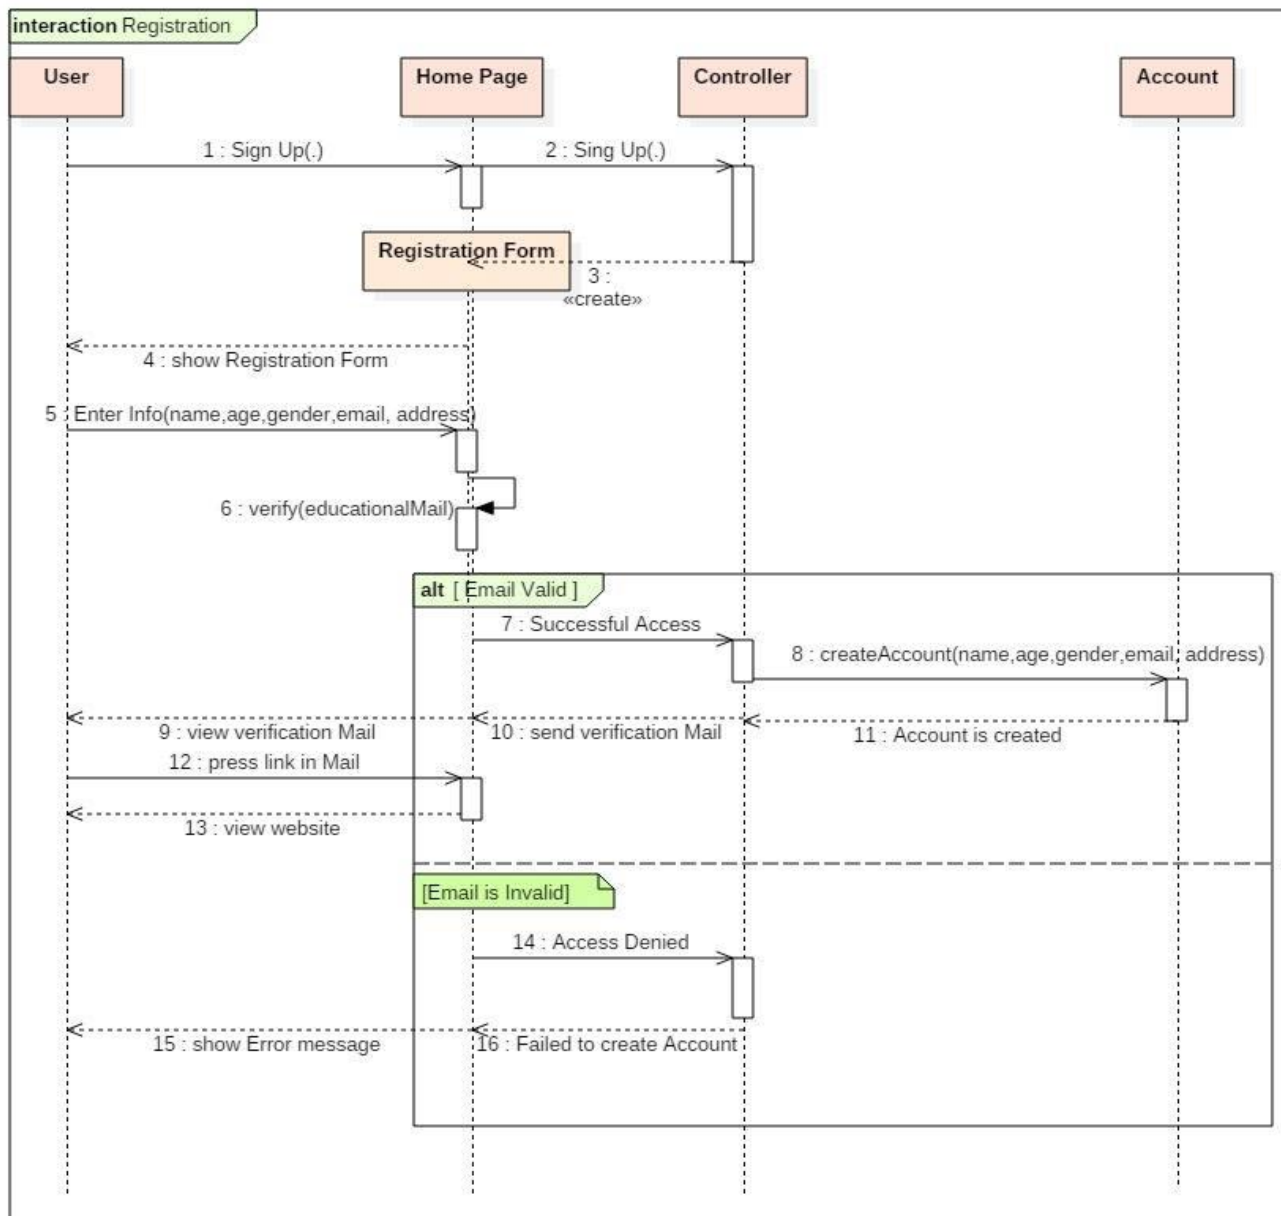 interaction Registration
User
Home Page
Controller
Account
1 : Sign Up(.)
2 : Sing Up(.)
Registration Form
3 :
«create»
4 : show Registration Form
5 : Enter Info(name,age,gender,email, address)
6 : verify(educationalMail)
alt [ Email Valid ]
7 : Successful Access
8 : createAccount(name,age,gender,email, address)
9 : view verification Mail
10 : send verification Mail
11 : Account is created
12 : press link in Mail
13 : view website
[Email is Invalid]
14 : Access Denied
15 : show Error message
16 : Failed to create Account